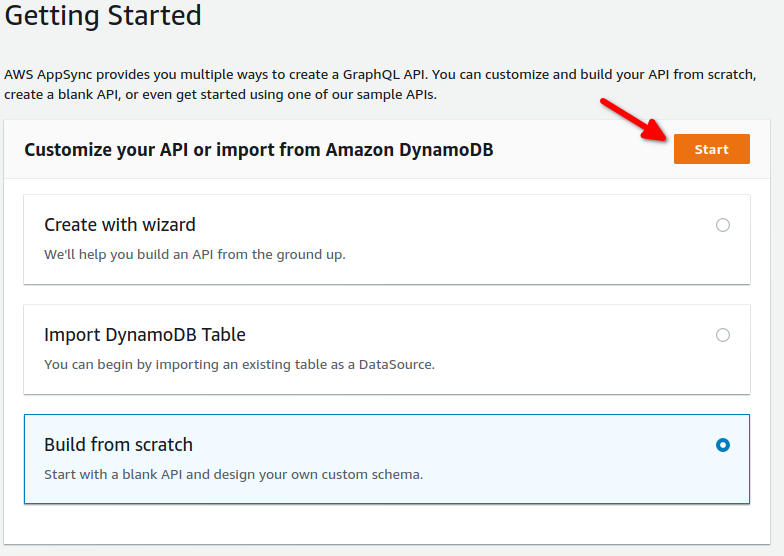 Getting Started
AWS AppSync provides you multiple ways to create a GraphQL API. You can customize and build your API from scratch,
create a blank API, or even get started using one of our sample APIs.
Customize your API or import from Amazon DynamoDB
Start
Create with wizard
We'll help you build an API from the ground up.
Import DynamoDB Table
You can begin by importing an existing table as a DataSource.
Build from scratch
Start with a blank API and design your own custom schema.